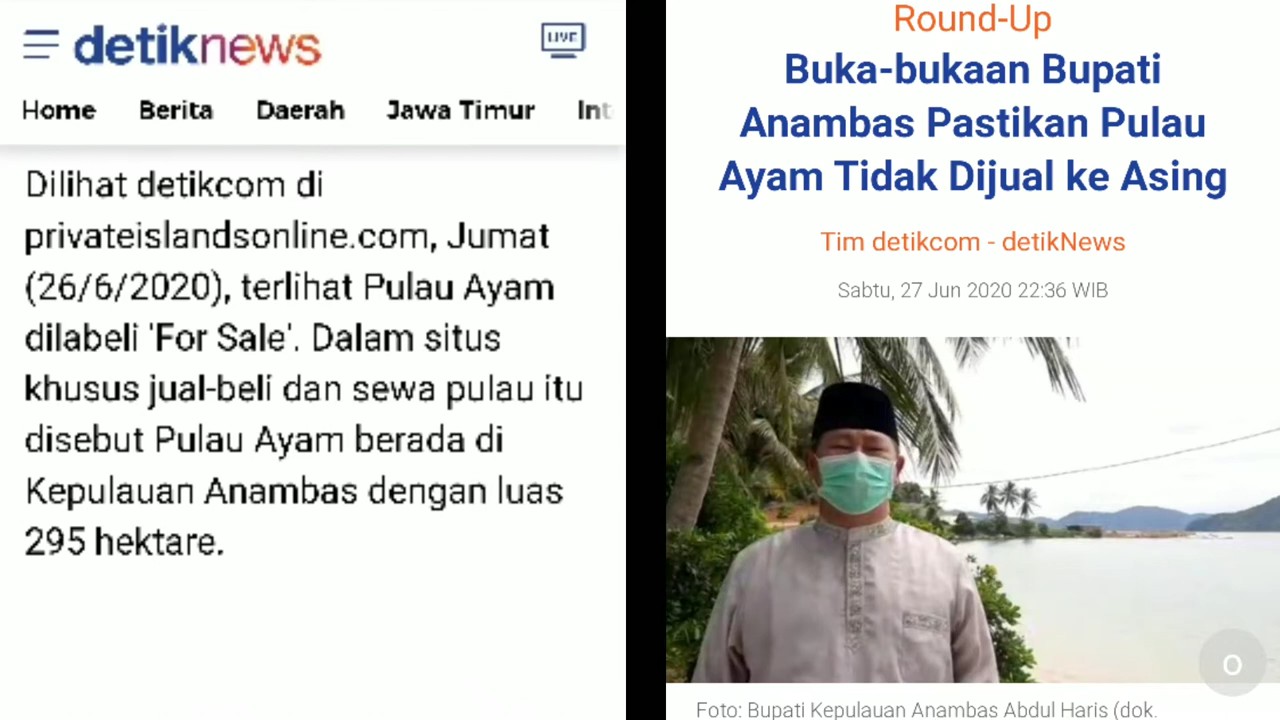 detiknews
LIVE
Home Berita Daerah Jawa Timur Int
Dilihat detikcom di
privateislandsonline.com, Jumat
(26/6/2020), terlihat Pulau Ayam
dilabeli 'For Sale'. Dalam situs
khusus jual-beli dan sewa pulau itu
disebut Pulau Ayam berada di
Kepulauan Anambas dengan luas
295 hektare.
Round-Up
Buka-bukaan Bupati
Anambas Pastikan Pulau
Ayam Tidak Dijual ke Asing
Tim detikcom - detikNews
Sabtu, 27 Jun 2020 22:36 WIB
O
Foto: Bupati Kepulauan Anambas Abdul Haris (dok.